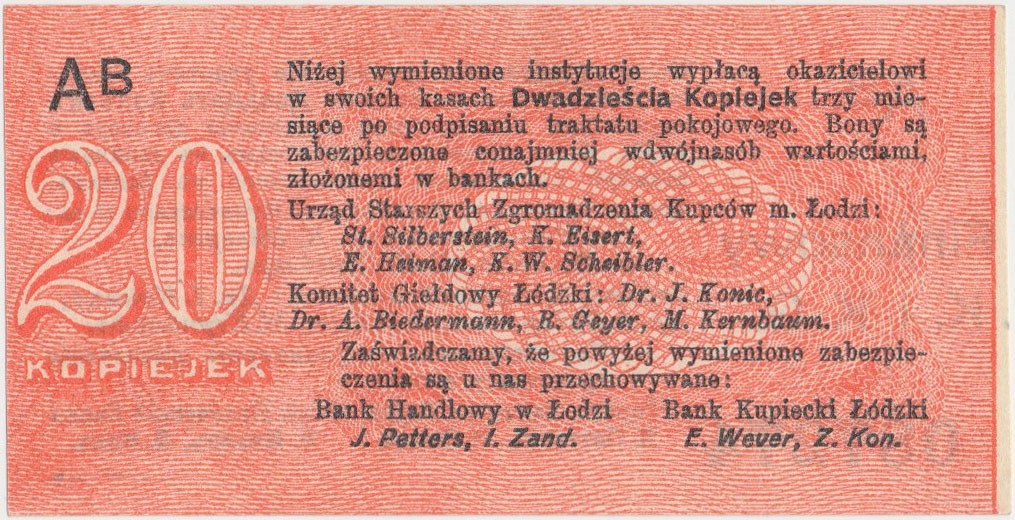 AB
20
KOPIEJEK
Niżej wymienione instytucje wypłacą okazicielowi
w swoich kasach Dwadzieścia Kopiejek trzy mie-
siące po podpisaniu traktatu pokojowego. Bony są
zabezpieczone conajmniej wdwójnasób wartościami,
złożonemi w bankach.
Urząd Starszych Zgromadzenia Kupców m. Łodzi:
St. Silberstein, K. Eisert,
E. Heiman, K. W. Scheibler.
Komitet Giełdowy Łódzki: Dr. J. Konic,
Dr. A. Biedermann, R. Geyer, M. Kernbaum.
Zaświadczamy, że powyżej wymienione zabezpie-
czenia są u nas przechowywane:
Bank Handlowy w Łodzi Bank Kupiecki Łódzki
J. Petters, I. Zand. E. Wever, Z. Kon.